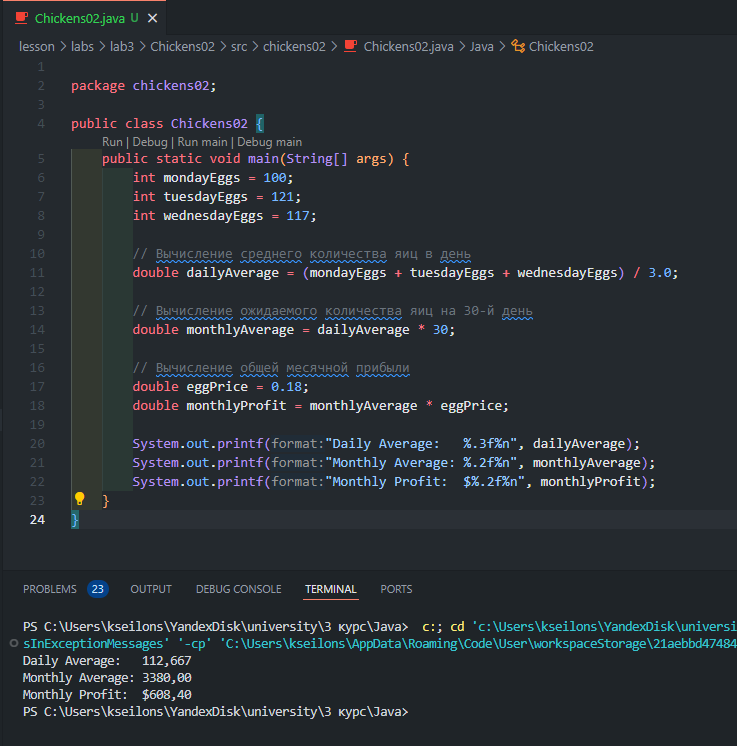 Chickens02.java U ✕
lesson > labs > lab3 > Chickens02 > src > chickens02 > Chickens02.java > Java > Chickens02
1
2 package chickens02;
3
4 public class Chickens02 {
Run | Debug | Run main | Debug main
5 public static void main(String[] args) {
6 int mondayEggs = 100;
7 int tuesdayEggs = 121;
8 int wednesdayEggs = 117;
9
10 // Вычисление среднего количества яиц в день
11 double dailyAverage = (mondayEggs + tuesdayEggs + wednesdayEggs) / 3.0;
12
13 // Вычисление ожидаемого количества яиц на 30-й день
14 double monthlyAverage = dailyAverage * 30;
15
16 // Вычисление общей месячной прибыли
17 double eggPrice = 0.18;
18 double monthlyProfit = monthlyAverage * eggPrice;
19
20 System.out.printf(format:"Daily Average:   %.3f%n", dailyAverage);
21 System.out.printf(format:"Monthly Average: %.2f%n", monthlyAverage);
22 System.out.printf(format:"Monthly Profit:  $%.2f%n", monthlyProfit);
23 }
24 }
PROBLEMS 23 OUTPUT DEBUG CONSOLE TERMINAL PORTS
PS C:\Users\kseilons\YandexDisk\university\3 курс\Java>  c:; cd 'c:\Users\kseilons\YandexDisk\universi
sInExceptionMessages' '-cp' 'C:\Users\kseilons\AppData\Roaming\Code\User\workspaceStorage\21aebbd47484
Daily Average:   112,667
Monthly Average: 3380,00
Monthly Profit:  $608,40
PS C:\Users\kseilons\YandexDisk\university\3 курс\Java>